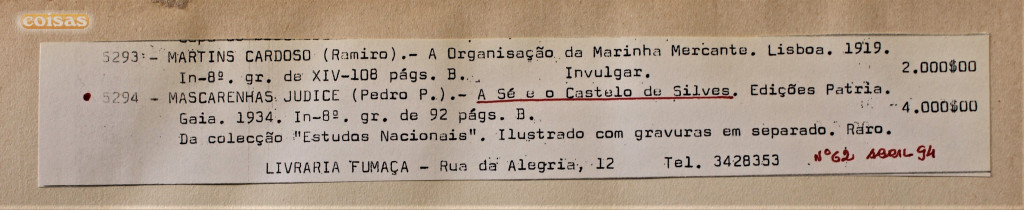 coisas
5293 - MARTINS CARDOSO (Ramiro).- A Organisação da Marinha Mercante. Lisboa. 1919.
In-8º. gr. de XIV-108 págs. B. Invulgar. 2.000$00
5294 - MASCARENHAS JUDICE (Pedro P.).- A Sé e o Castelo de Silves. Edições Patria.
Gaia. 1934. In-8º. gr. de 92 págs. B. 4.000$00
Da colecção "Estudos Nacionais". Ilustrado com gravuras em separado. Raro.
LIVRARIA FUMAÇA - Rua da Alegria, 12 Tel. 3428353 Nº 62 ABRIL 94